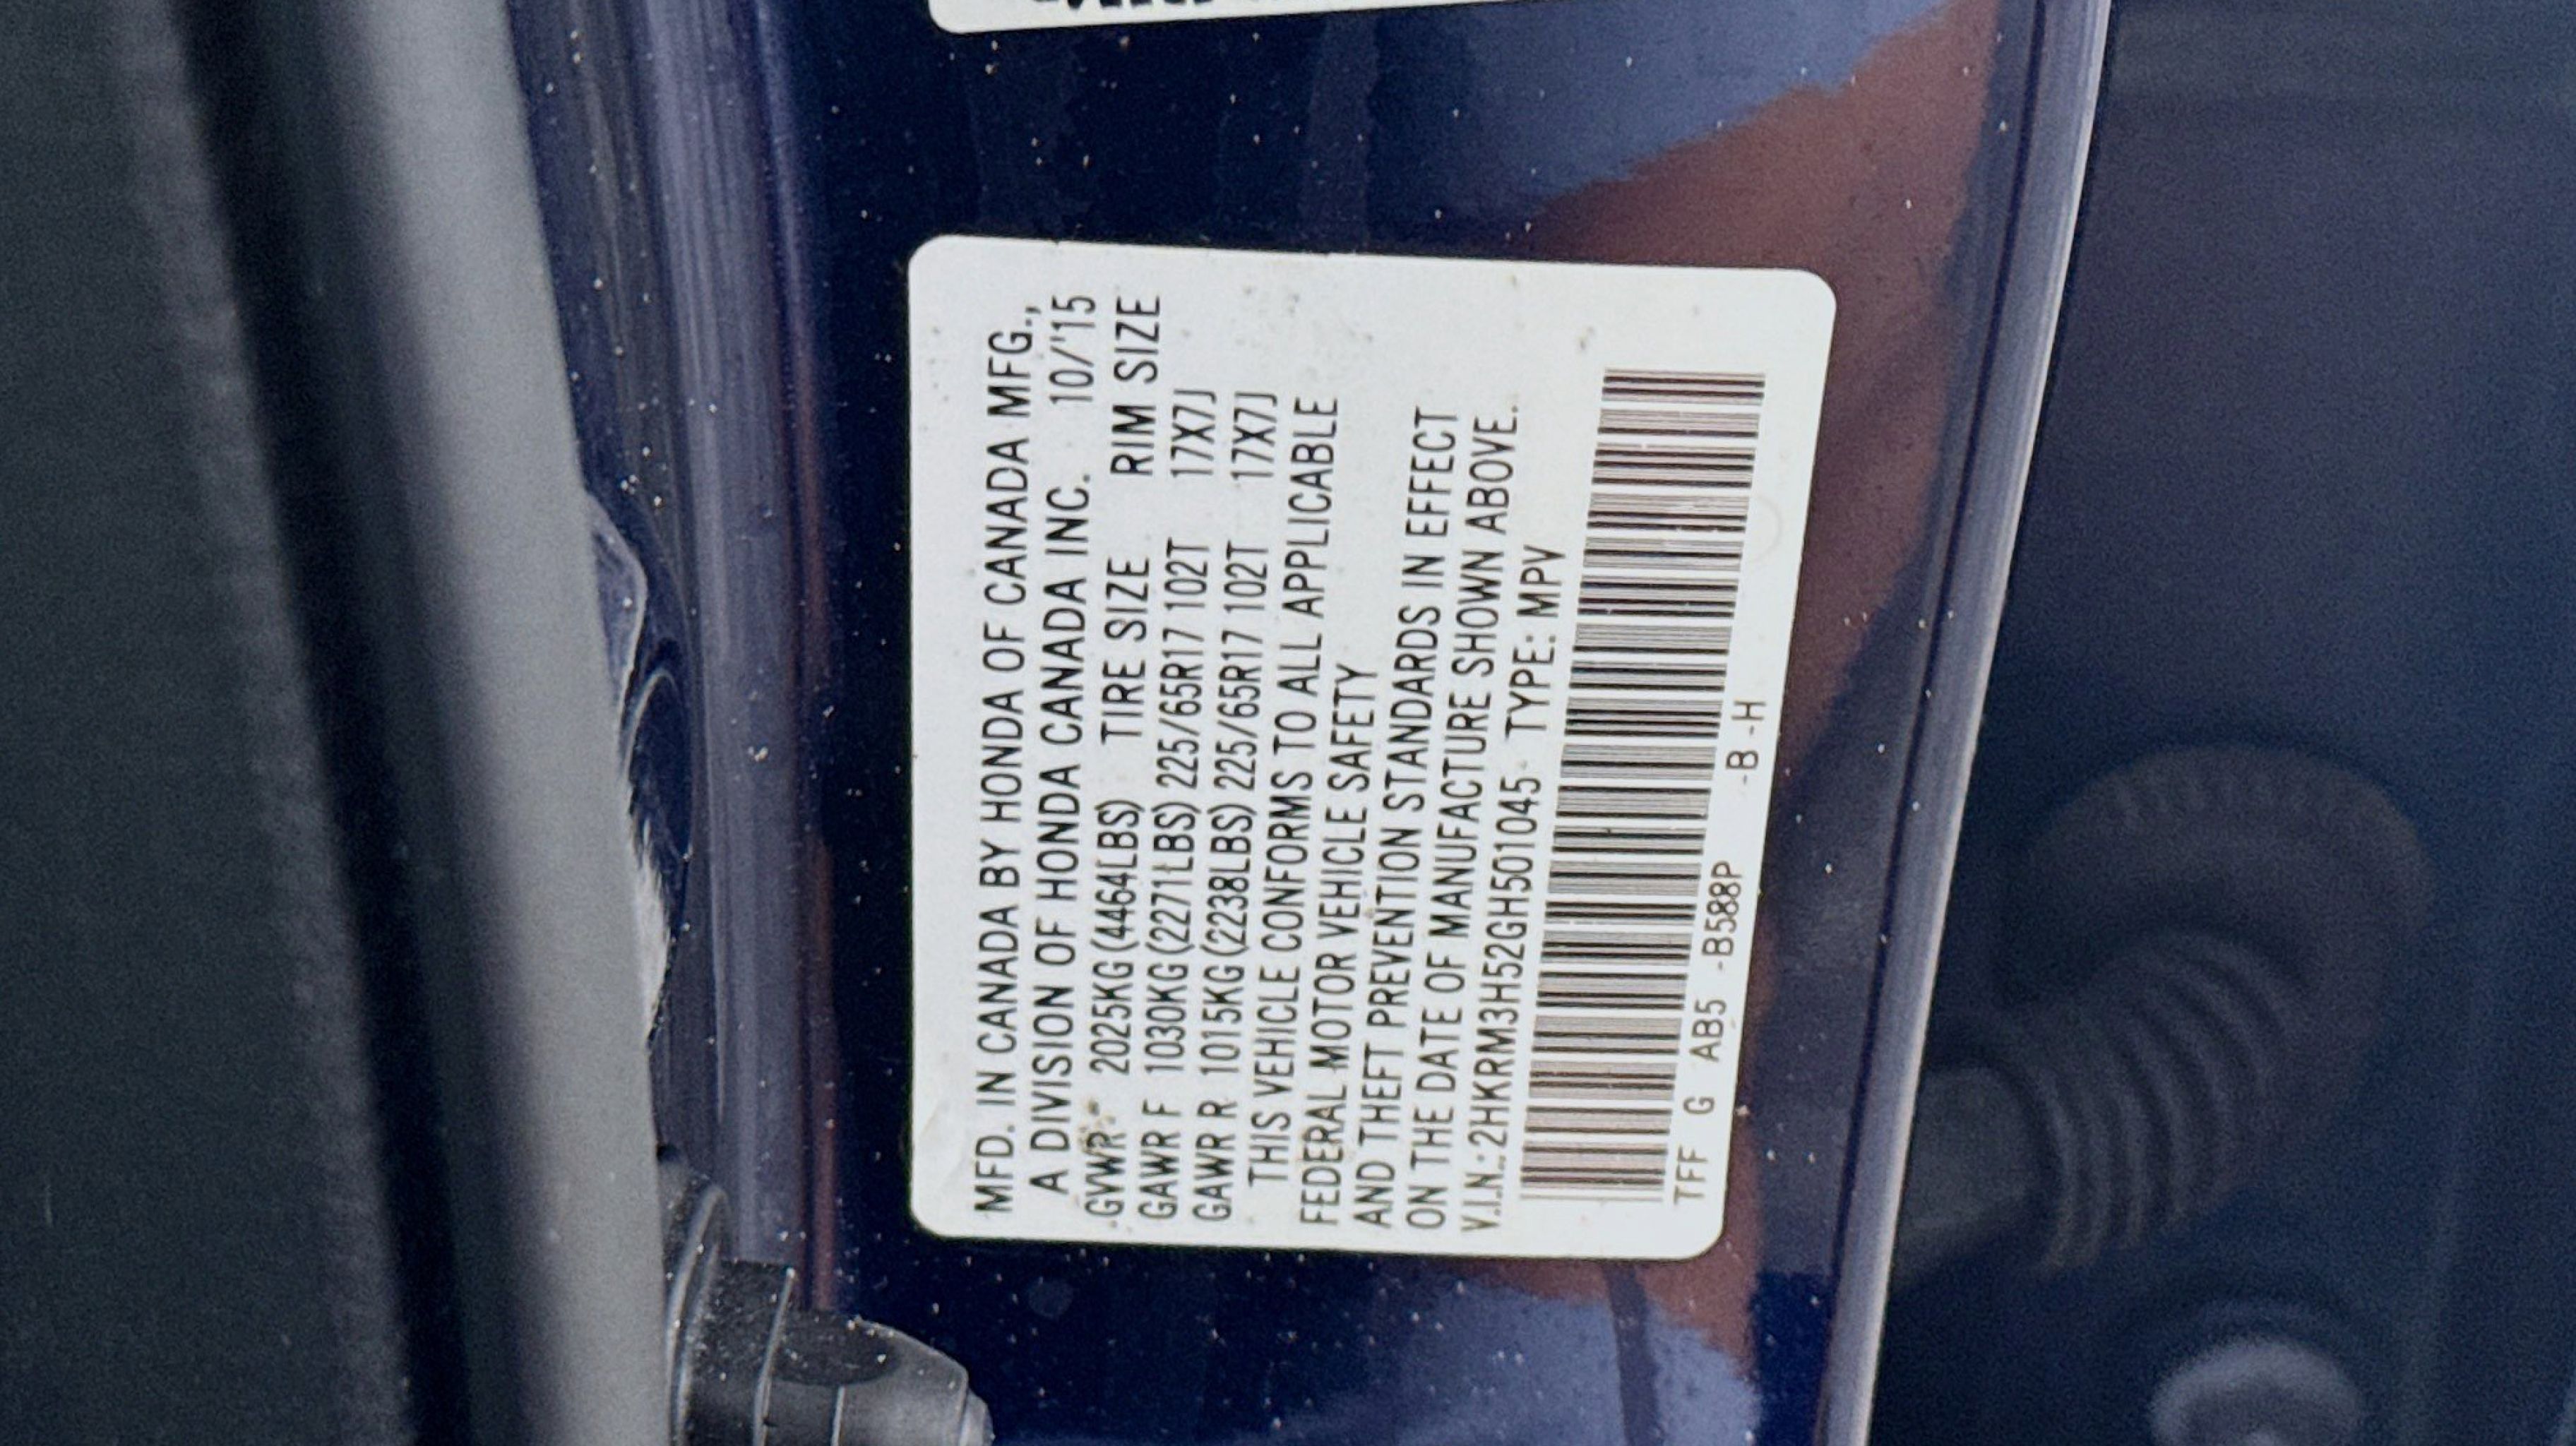 MFD. IN CANADA BY HONDA OF CANADA MFG.,
A DIVISION OF HONDA CANADA INC. 10/'15
GVWR 2025KG(4464LBS) TIRE SIZE RIM SIZE
GAWR F 1030KG(2271LBS) 225/65R17 102T 17X7J
GAWR R 1015KG(2238LBS) 225/65R17 102T 17X7J
THIS VEHICLE CONFORMS TO ALL APPLICABLE
FEDERAL MOTOR VEHICLE SAFETY
AND THEFT PREVENTION STANDARDS IN EFFECT
ON THE DATE OF MANUFACTURE SHOWN ABOVE.
V.I.N.:2HKRM3H52GH501045 TYPE: MPV
TFF G AB5 -B588P -B -H